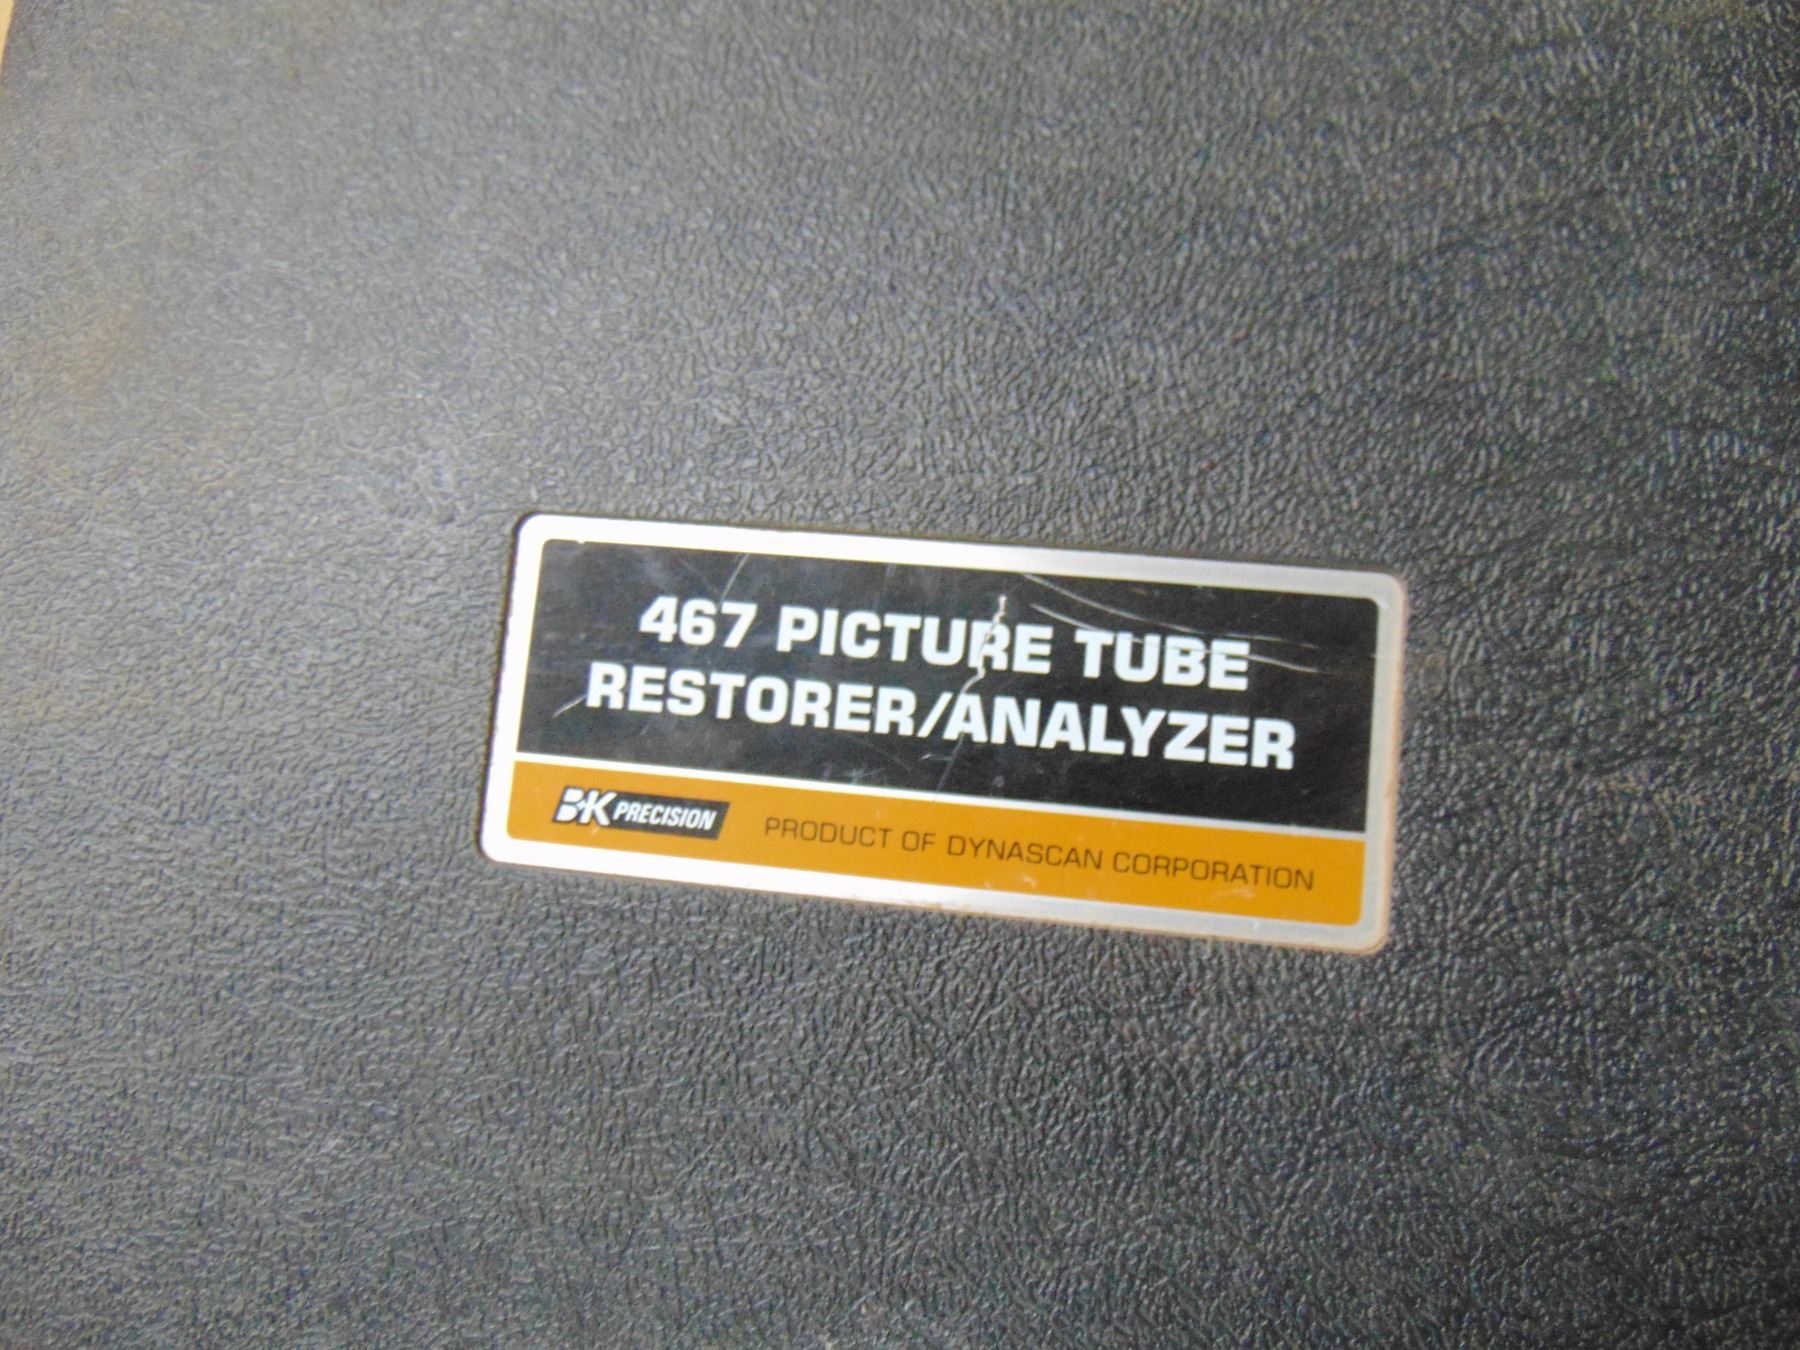 467 PICTURE TUBE
RESTORER/ANALYZER
B+K PRECISION PRODUCT OF DYNASCAN CORPORATION